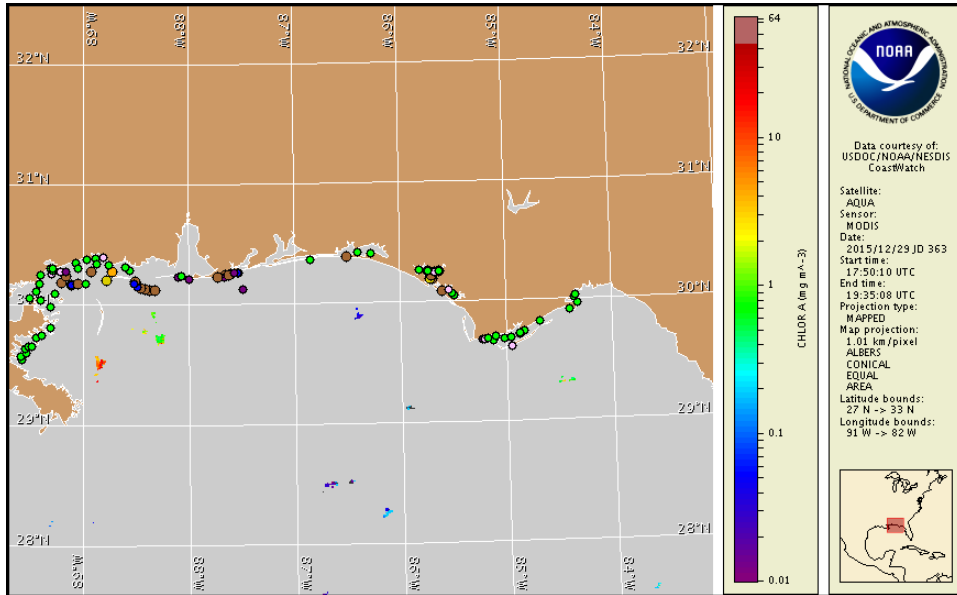 89°W
88°W
87°W
86°W
85°W
84°W
32°N
32°N
31°N
31°N
30°N
30°N
29°N
29°N
28°N
28°N
89°W
88°W
86°W
85°W
84°W
64
10
1
0.1
0.01
CHLOR A (mg m^-3)
NATIONAL OCEANIC AND ATMOSPHERIC ADMINISTRATION
NOAA
U.S. DEPARTMENT OF COMMERCE
Data courtesy of:
USDOC/NOAA/NESDIS
CoastWatch
Satellite:
AQUA
Sensor:
MODIS
Date:
2015/12/29 JD 363
Start time:
17:50:10 UTC
End time:
19:35:08 UTC
Projection type:
MAPPED
Map projection:
1.01 km/pixel
ALBERS
CONICAL
EQUAL
AREA
Latitude bounds:
27 N -> 33 N
Longitude bounds:
91 W -> 82 W